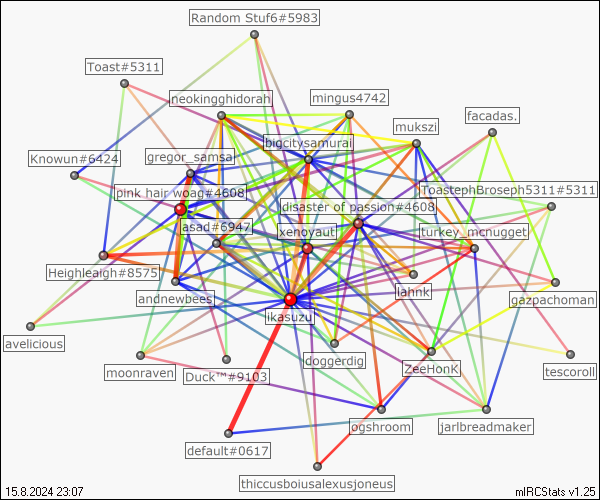 Random Stuf6#5983
Toast#5311
neokingghidorah
mingus4742
facadas.
mukszi
bigcitysamurai
Knowun#6424
gregor_samsai
pink hair woag#4608
ToastephBroseph5311#5311
disaster of passion#4608
asad#6947
xenoyaut
turkey_mcnugget
Heighleaigh#8575
andnewbees
lahnk
gazpachoman
ikasuzu
avelicious
doggerdig
moonraven
Duck™#9103
ZeeHonK
tescoroll
ogshroom
jarlbreadmaker
default#0617
thiccusboiusalexusjoneus
15.8.2024 23:07
mIRCStats v1.25